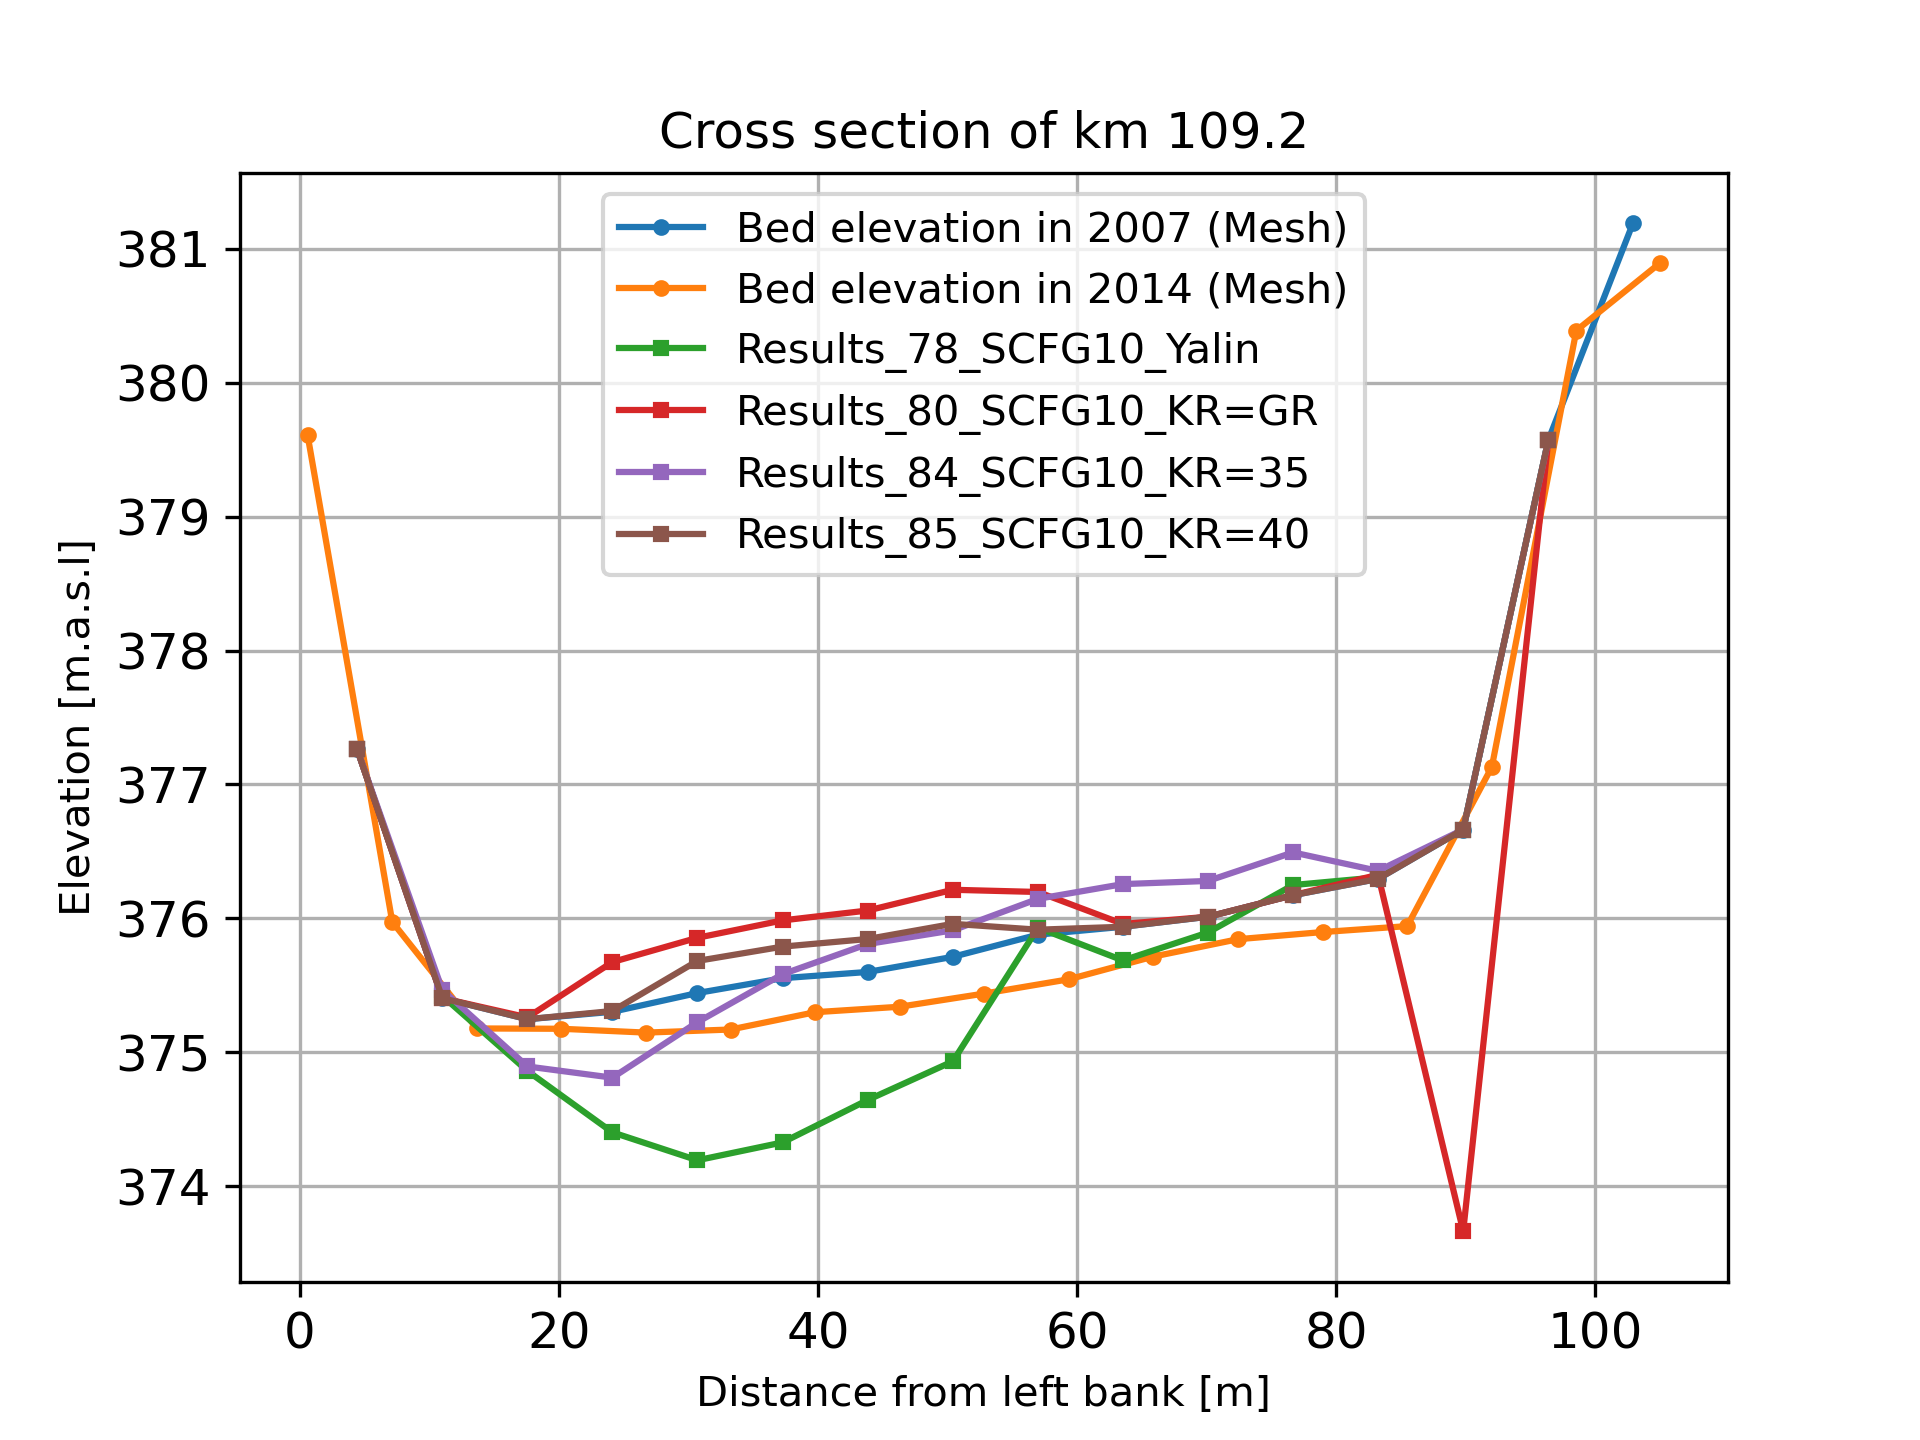 Cross section of km 109.2
Bed elevation in 2007 (Mesh)
Bed elevation in 2014 (Mesh)
Results_78_SCFG10_Yalin
Results_80_SCFG10_KR=GR
Results_84_SCFG10_KR=35
Results_85_SCFG10_KR=40
Elevation [m.a.s.l]
381
380
379
378
377
376
375
374
0 20 40 60 80 100
Distance from left bank [m]